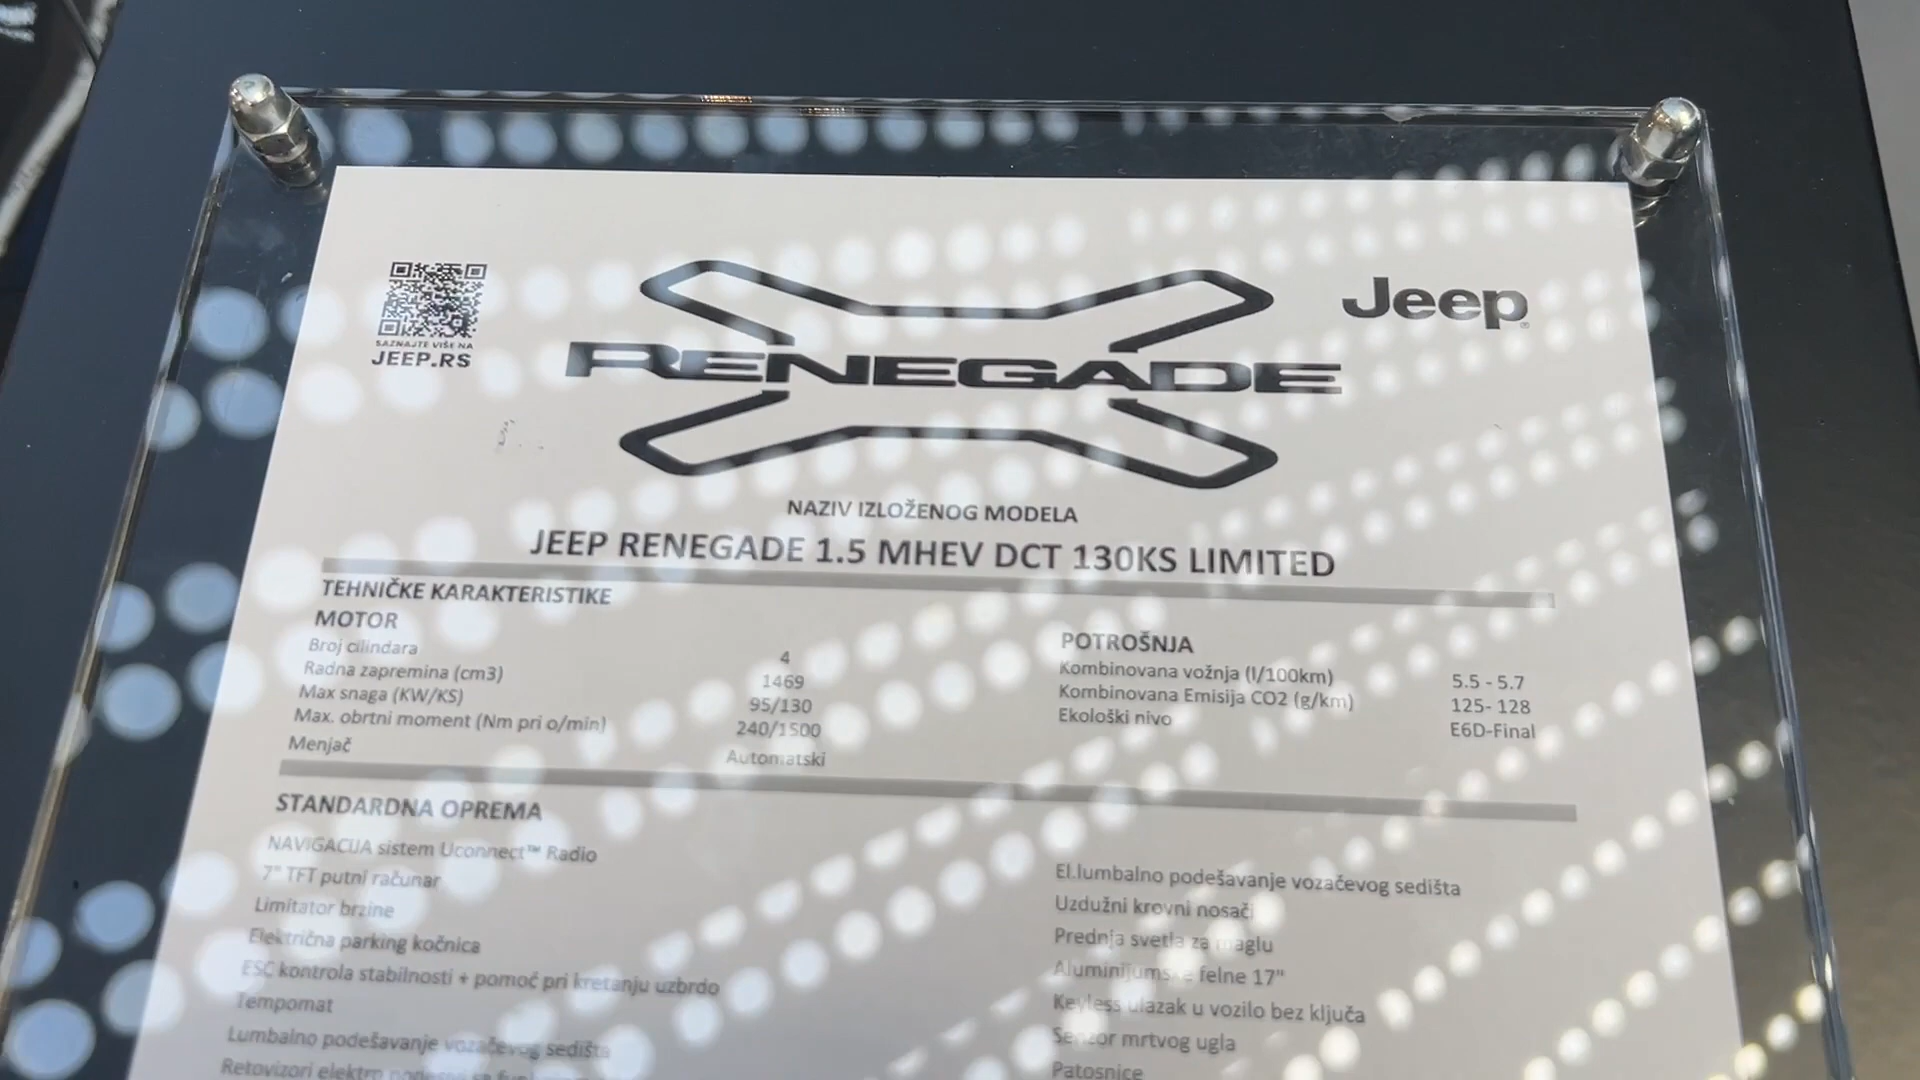 SAZNAJTE VIŠE NA
JEEP.RS
RENEGADE
Jeep
NAZIV IZLOŽENOG MODELA
JEEP RENEGADE 1.5 MHEV DCT 130KS LIMITED
TEHNIČKE KARAKTERISTIKE
MOTOR
Broj cilindara 4
Radna zapremina (cm3) 1469
Max snaga (KW/KS) 95/130
Max. obrtni moment (Nm pri o/min) 240/1500
Menjač Automatski
POTROŠNJA
Kombinovana vožnja (l/100km) 5.5 - 5.7
Kombinovana Emisija CO2 (g/km) 125- 128
Ekološki nivo E6D-Final
STANDARDNA OPREMA
NAVIGACIJA sistem Uconnect™ Radio
7" TFT putni računar
Limitator brzine
Električna parking kočnica
ESC kontrola stabilnosti + pomoć pri kretanju uzbrdo
Tempomat
Lumbalno podešavanje vozačevog sedišta
Retovizori elektro
El.lumbalno podešavanje vozačevog sedišta
Uzdužni krovni nosači
Prednja svetla za maglu
Aluminijumske felne 17"
Keyless ulazak u vozilo bez ključa
Senzor mrtvog ugla
Patosnice